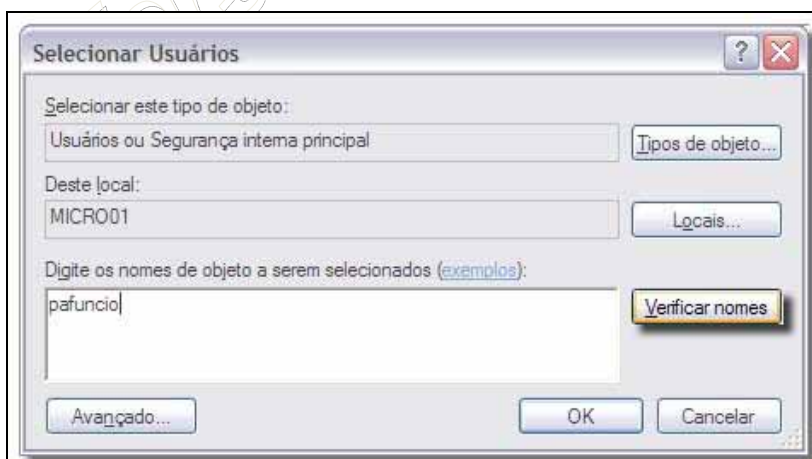 Selecionar Usuários
Selecionar este tipo de objeto:
Usuários ou Segurança interna principal
Tipos de objeto...
Deste local:
MICRO01
Locais...
Digite os nomes de objeto a serem selecionados (exemplos):
pafuncio
Verificar nomes
Avançado...
OK
Cancelar